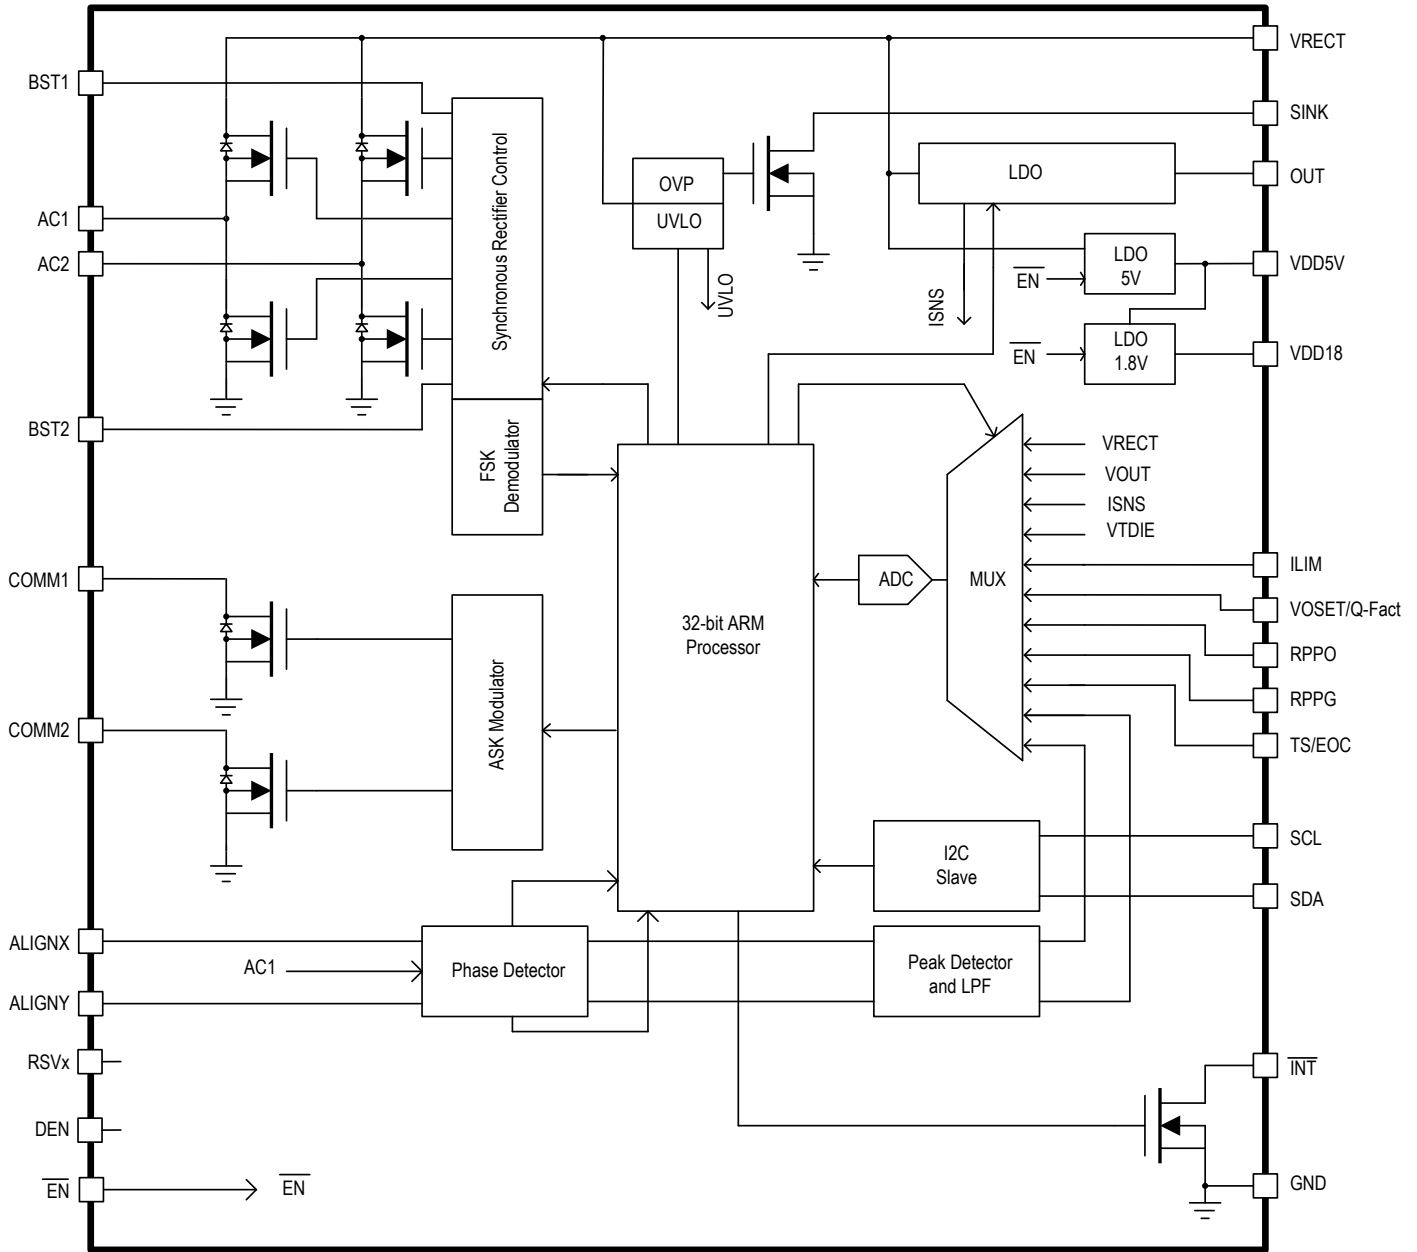 VRECT
BST1
SINK
Synchronous Rectifier Control
OVP
LDO
OUT
UVLO
AC1
AC2
LDO
5V
VDD5V
EN
UVLO
ISNS
EN
LDO
1.8V
VDD18
BST2
FSK
Demodulator
VRECT
VOUT
ISNS
VTDIE
COMM1
ADC
MUX
ILIM
VOSET/Q-Fact
32-bit ARM
Processor
RPPO
RPPG
COMM2
ASK Modulator
TS/EOC
I2C
Slave
SCL
SDA
ALIGNX
AC1
Phase Detector
Peak Detector
and LPF
ALIGNY
RSVx
INT
DEN
EN
EN
GND